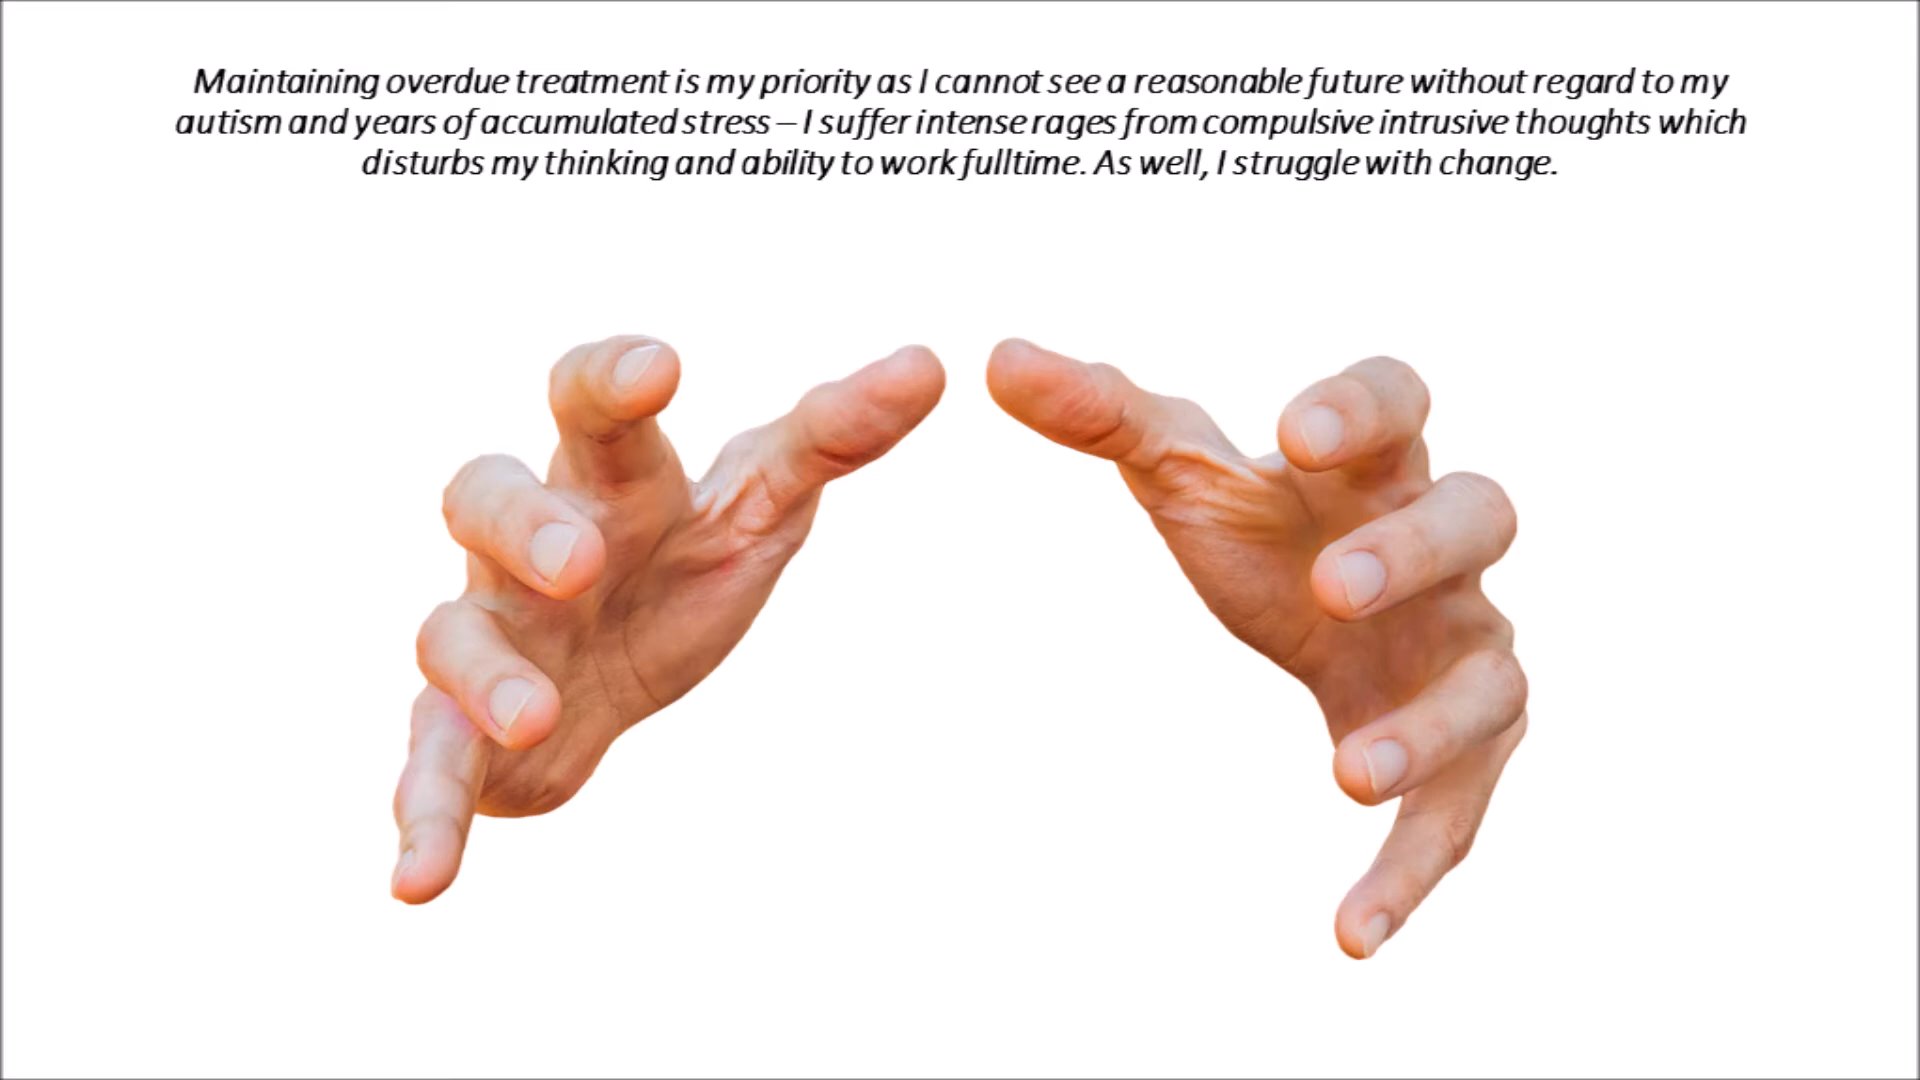 Maintaining overdue treatment is my priority as I cannot see a reasonable future without regard to my
autism and years of accumulated stress – I suffer intense rages from compulsive intrusive thoughts which
disturbs my thinking and ability to work fulltime. As well, I struggle with change.